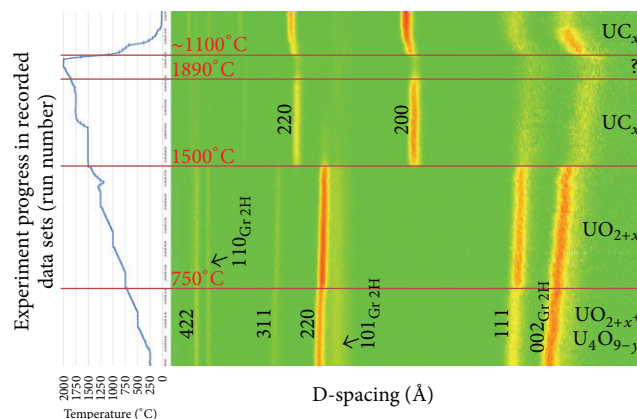 Experiment progress in recorded
data sets (run number)
~1100°C
1890°C
1500°C
750°C
UCx
?
UCx
UO2+x
UO2+x+
U4O9−y
220
200
422
110Gr 2H
311
220
101Gr 2H
111
002Gr 2H
2000
1750
1500
1250
1000
750
500
250
0
Temperature (°C)
D-spacing (Å)